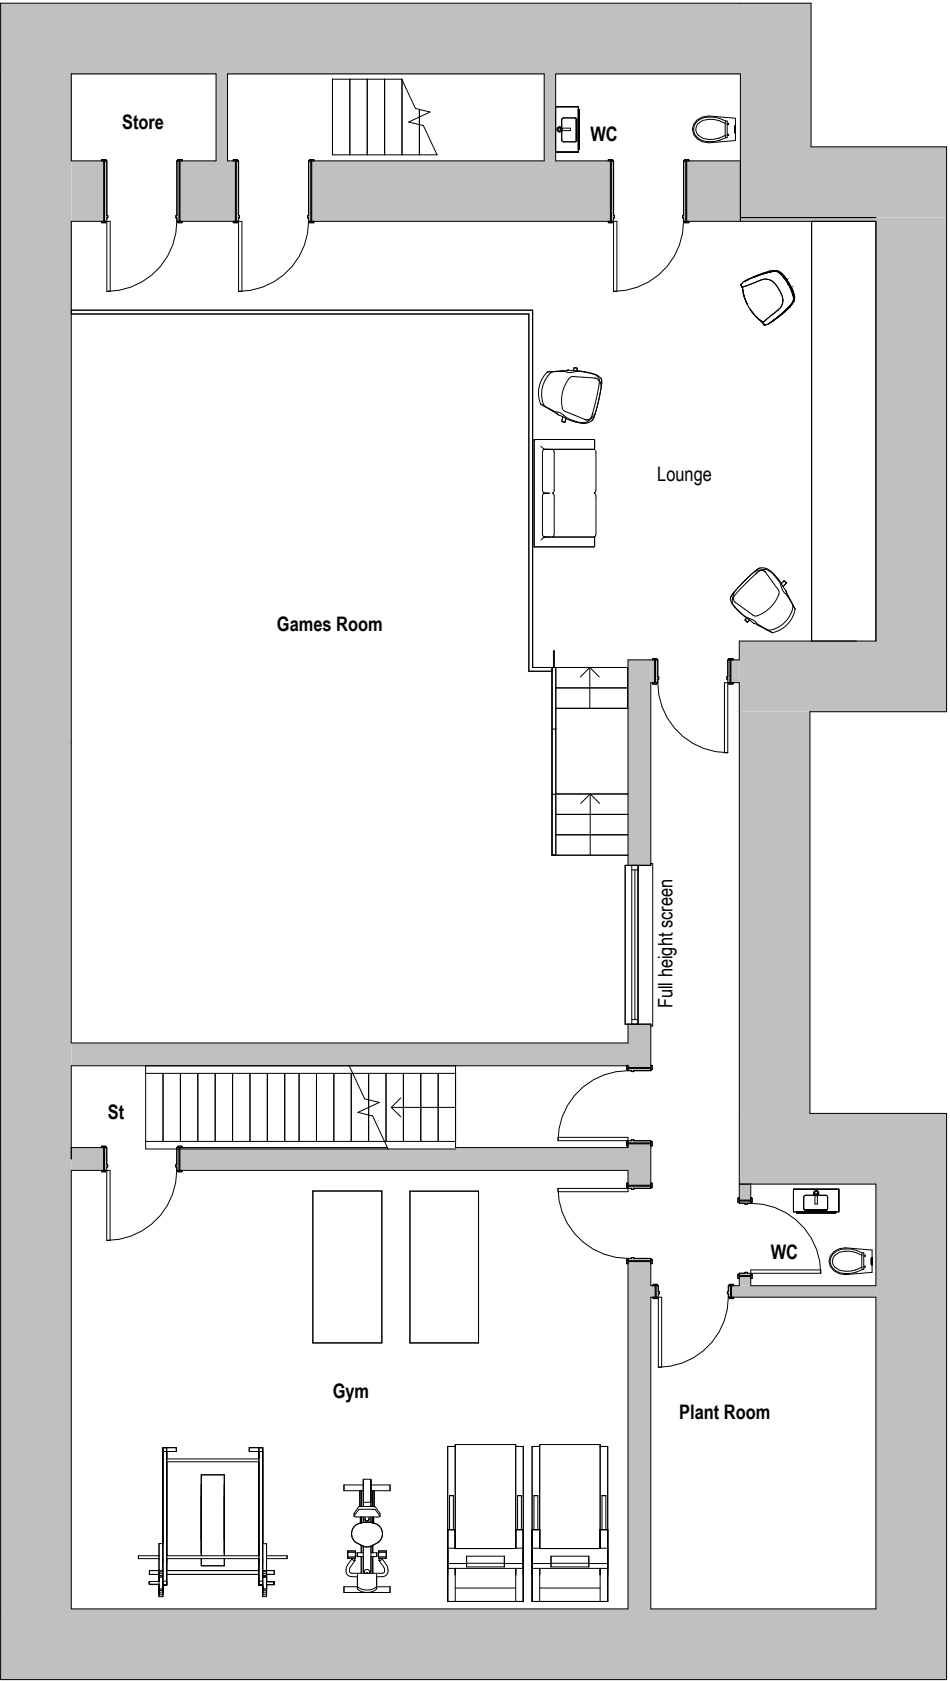 Store
WC
Lounge
Games Room
Full height screen
St
WC
Gym
Plant Room